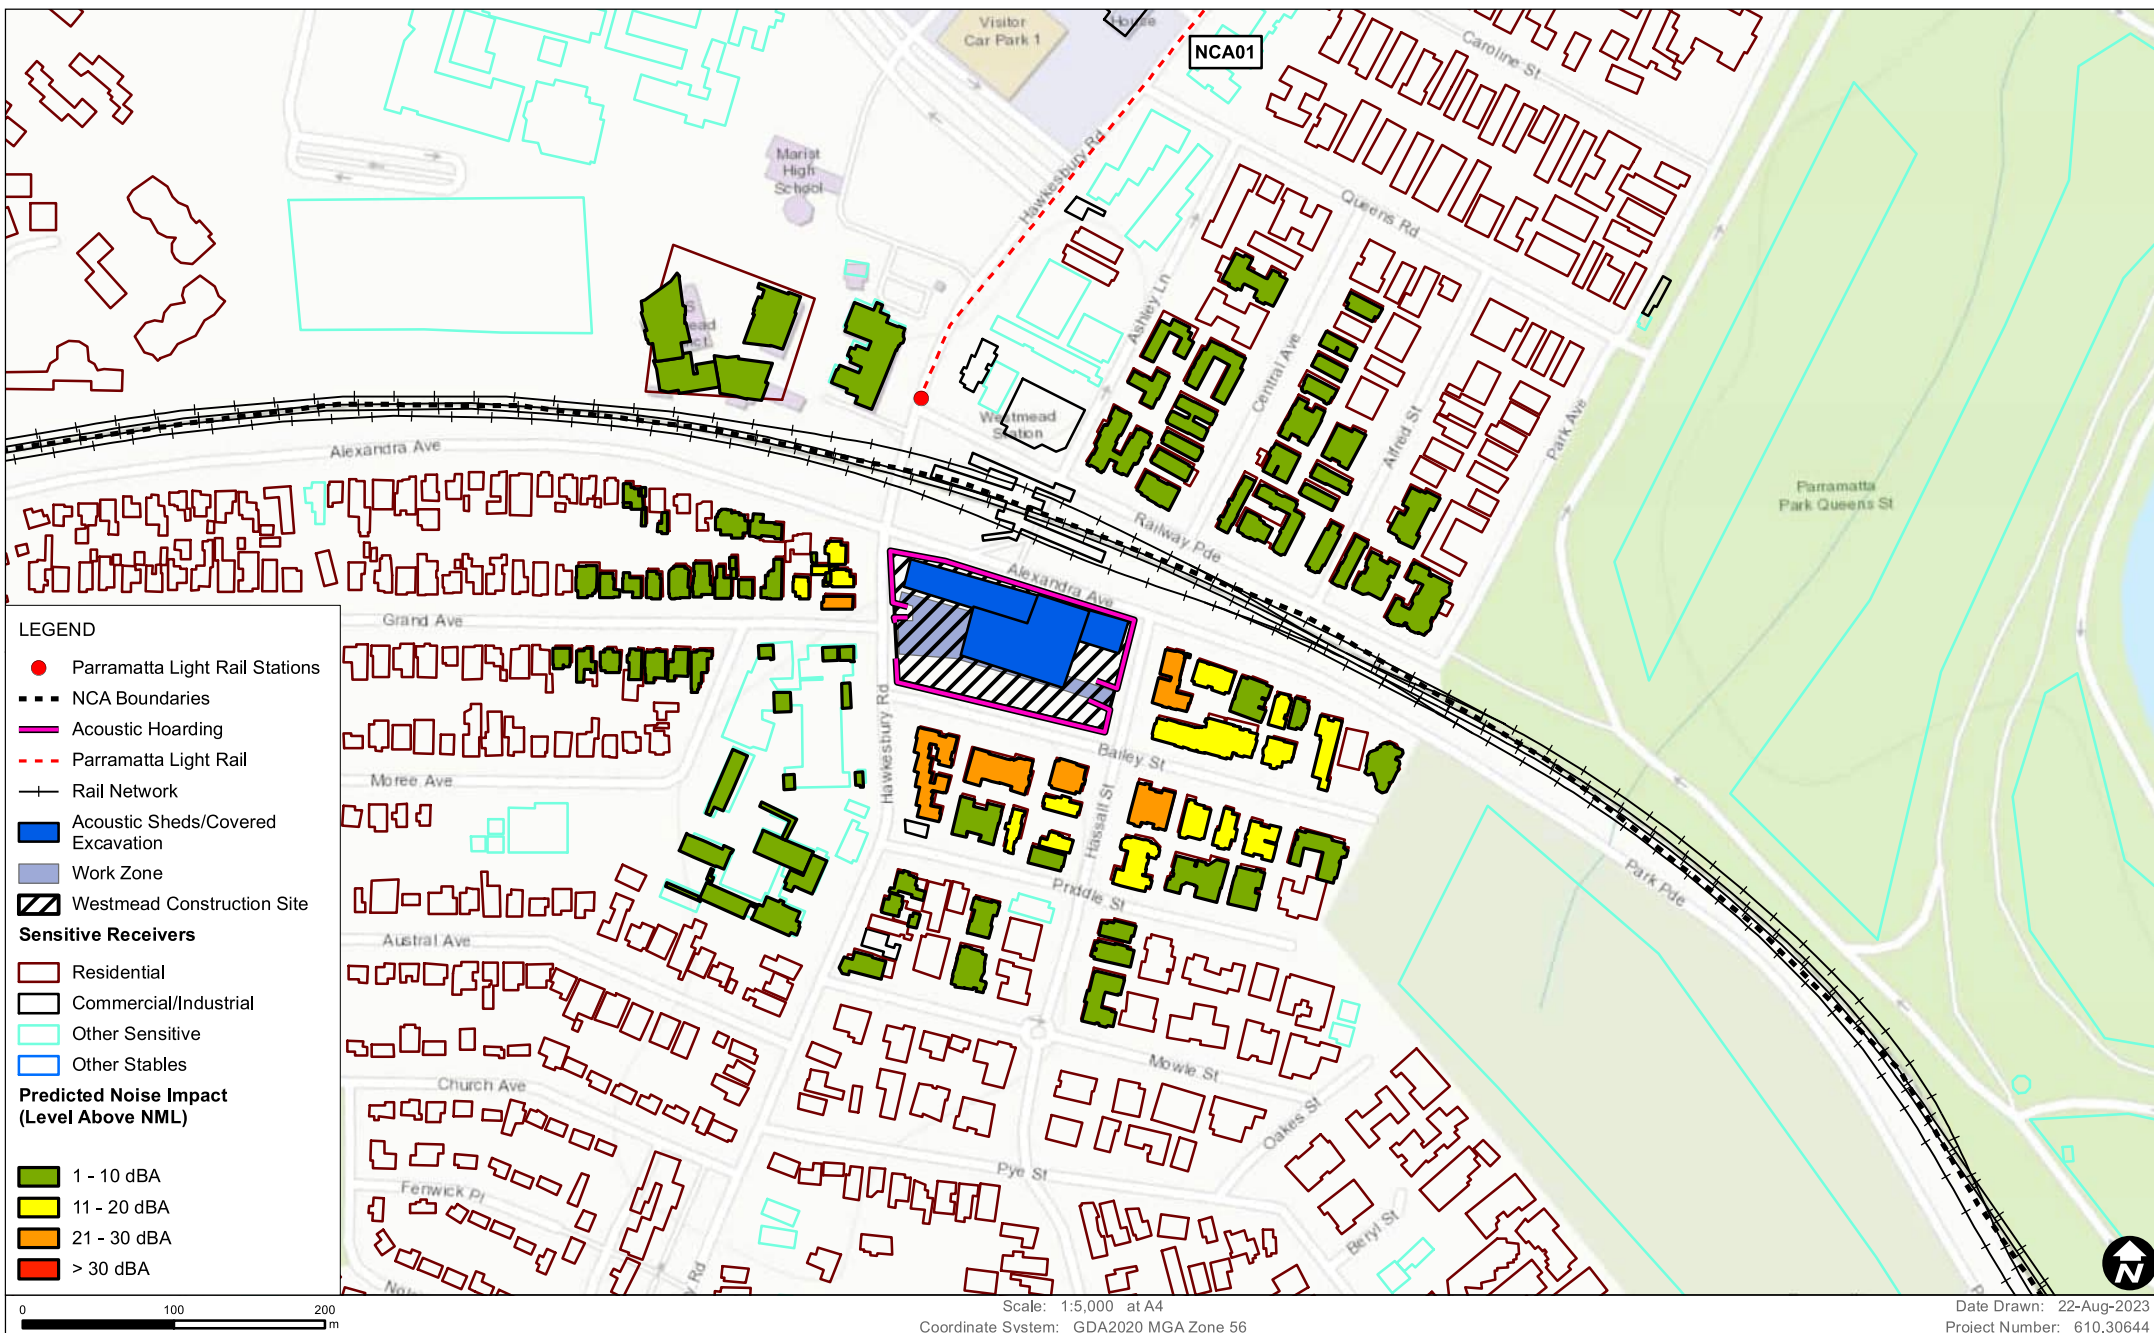 Visitor
Car Park 1
House
NCA01
Caroline St
Marist
High
School
Hawkesbury Rd
Queens Rd
Ashley Ln
Central Ave
Westmead
Station
Alfred St
Park Ave
Parramatta
Park Queens St
Alexandra Ave
Railway Pde
Alexandra Ave
Grand Ave
Hawkesbury Rd
Bailey St
Moree Ave
Hassall St
Priddle St
Park Pde
Austral Ave
Mowle St
Church Ave
Oakes St
Pye St
Fenwick Pl
Beryl St
y Rd
LEGEND
Parramatta Light Rail Stations
NCA Boundaries
Acoustic Hoarding
Parramatta Light Rail
Rail Network
Acoustic Sheds/Covered
Excavation
Work Zone
Westmead Construction Site
Sensitive Receivers
Residential
Commercial/Industrial
Other Sensitive
Other Stables
Predicted Noise Impact
(Level Above NML)
1 - 10 dBA
11 - 20 dBA
21 - 30 dBA
> 30 dBA
N
0 100 200
m
Scale: 1:5,000 at A4
Coordinate System: GDA2020 MGA Zone 56
Date Drawn: 22-Aug-2023
Project Number: 610.30644